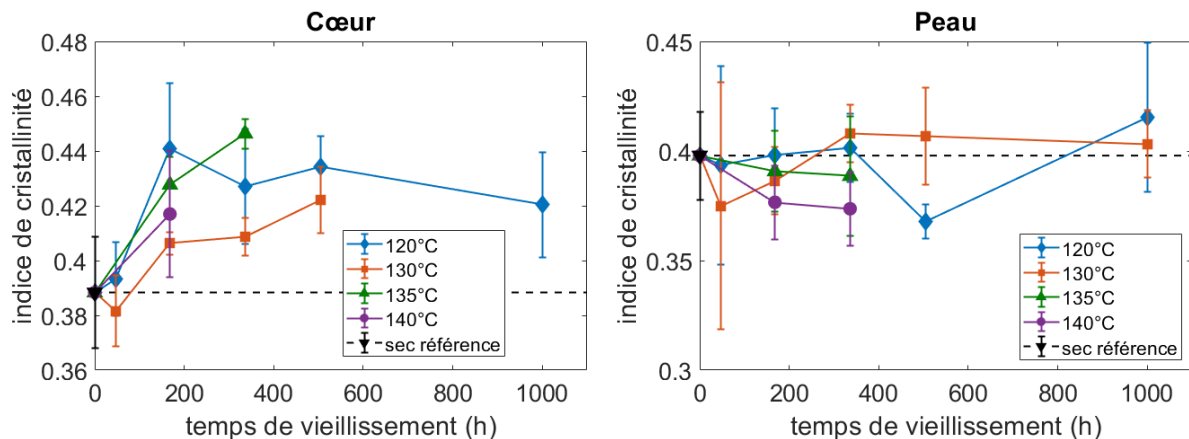 Cœur
0.48
0.46
0.44
0.42
0.4
0.38
0.36
indice de cristallinité
0 200 400 600 800 1000
temps de vieillissement (h)
120°C
130°C
135°C
140°C
sec référence
Peau
0.45
0.4
0.35
0.3
indice de cristallinité
0 200 400 600 800 1000
temps de vieillissement (h)
120°C
130°C
135°C
140°C
sec référence